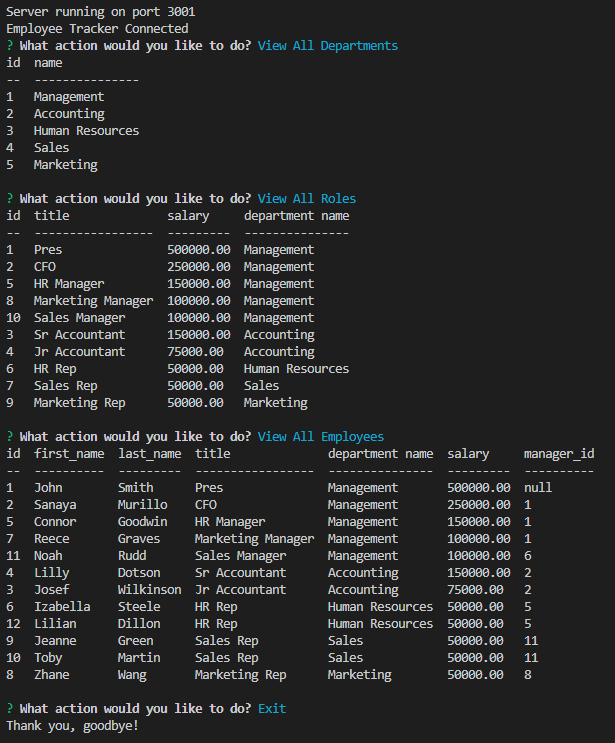 Server running on port 3001
Employee Tracker Connected
? What action would you like to do? View All Departments
id  name
--  ---------------
1   Management
2   Accounting
3   Human Resources
4   Sales
5   Marketing
? What action would you like to do? View All Roles
id  title              salary     department name
--  -----------------  ---------  ---------------
1   Pres               500000.00  Management
2   CFO                250000.00  Management
5   HR Manager         150000.00  Management
8   Marketing Manager  100000.00  Management
10  Sales Manager      100000.00  Management
3   Sr Accountant      150000.00  Accounting
4   Jr Accountant      75000.00   Accounting
6   HR Rep             50000.00   Human Resources
7   Sales Rep          50000.00   Sales
9   Marketing Rep      50000.00   Marketing
? What action would you like to do? View All Employees
id  first_name  last_name  title              department name  salary     manager_id
--  ----------  ---------  -----------------  ---------------  ---------  ----------
1   John        Smith      Pres               Management       500000.00  null
2   Sanaya      Murillo    CFO                Management       250000.00  1
5   Connor      Goodwin    HR Manager         Management       150000.00  1
7   Reece       Graves     Marketing Manager  Management       100000.00  1
11  Noah        Rudd       Sales Manager      Management       100000.00  6
4   Lilly       Dotson     Sr Accountant      Accounting       150000.00  2
3   Josef       Wilkinson  Jr Accountant      Accounting       75000.00   2
6   Izabella    Steele     HR Rep             Human Resources  50000.00   5
12  Lilian      Dillon     HR Rep             Human Resources  50000.00   5
9   Jeanne      Green      Sales Rep          Sales            50000.00   11
10  Toby        Martin     Sales Rep          Sales            50000.00   11
8   Zhane       Wang       Marketing Rep      Marketing        50000.00   8
? What action would you like to do? Exit
Thank you, goodbye!